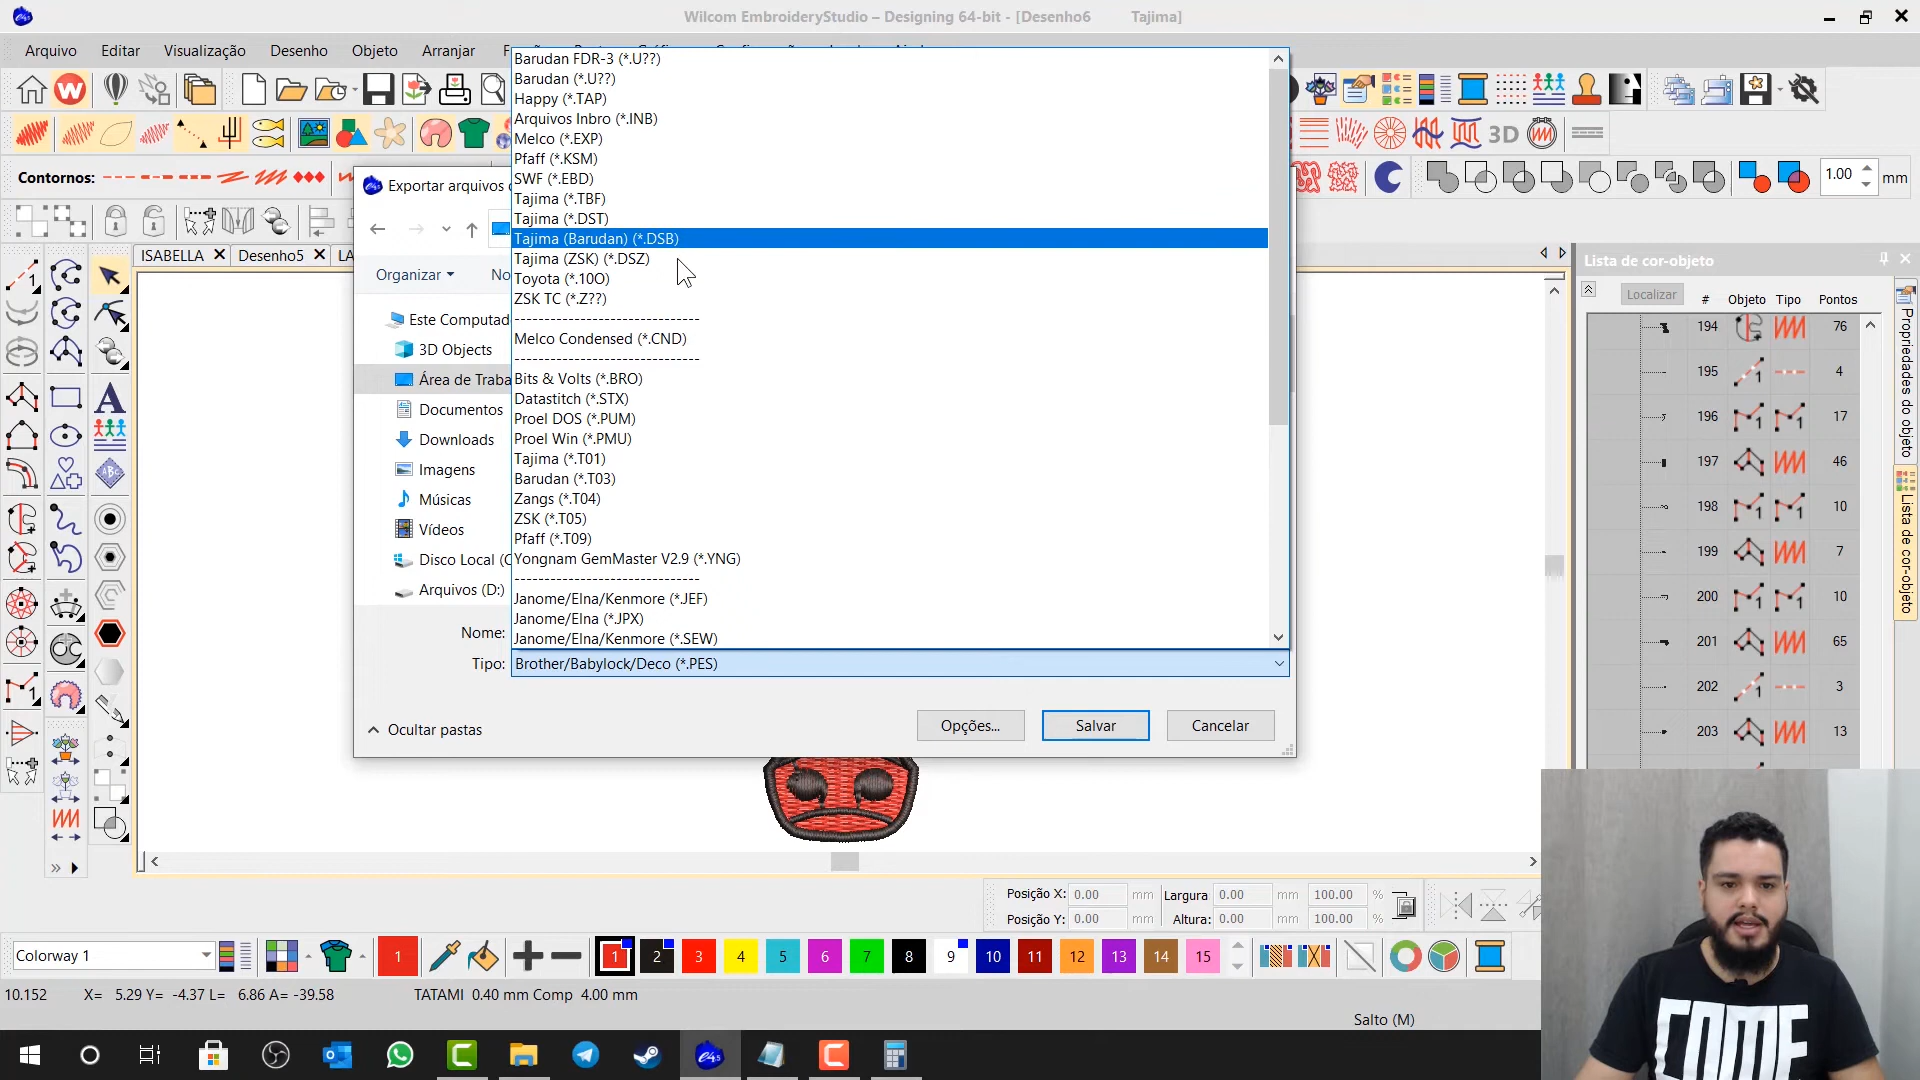 Wilcom EmbroideryStudio – Designing 64-bit - [Desenho6 Tajima]
Arquivo Editar Visualização Desenho Objeto Arranjar
Barudan FDR-3 (*.U??)
Barudan (*.U??)
Happy (*.TAP)
Arquivos Inbro (*.INB)
Melco (*.EXP)
Pfaff (*.KSM)
SWF (*.EBD)
Tajima (*.TBF)
Tajima (*.DST)
Tajima (Barudan) (*.DSB)
Tajima (ZSK) (*.DSZ)
Toyota (*.10O)
ZSK TC (*.Z??)
------------------------------
Melco Condensed (*.CND)
------------------------------
Bits & Volts (*.BRO)
Datastitch (*.STX)
Proel DOS (*.PUM)
Proel Win (*.PMU)
Tajima (*.T01)
Barudan (*.T03)
Zangs (*.T04)
ZSK (*.T05)
Pfaff (*.T09)
Yongnam GemMaster V2.9 (*.YNG)
------------------------------
Janome/Elna/Kenmore (*.JEF)
Janome/Elna (*.JPX)
Janome/Elna/Kenmore (*.SEW)
3D
Contornos:
1.00 mm
Exportar arquivos
ISABELLA Desenho5 LA
Organizar No
Este Computad
3D Objects
Área de Traba
Documentos
Downloads
Imagens
Músicas
Vídeos
Disco Local (C
Arquivos (D:)
Nome:
Tipo: Brother/Babylock/Deco (*.PES)
Ocultar pastas
Opções... Salvar Cancelar
Lista de cor-objeto
Localizar # Objeto Tipo Pontos
194 76
195 4
196 17
197 46
198 10
199 7
200 10
201 65
202 3
203 13
Propriedades do objeto
Lista de cor-objeto
Posição X: 0.00 mm Largura 0.00 mm 100.00 %
Posição Y: 0.00 mm Altura: 0.00 mm 100.00 %
Colorway 1
1
1 2 3 4 5 6 7 8 9 10 11 12 13 14 15
10.152 X= 5.29 Y= -4.37 L= 6.86 A= -39.58 TATAMI 0.40 mm Comp 4.00 mm
Salto (M)
COME